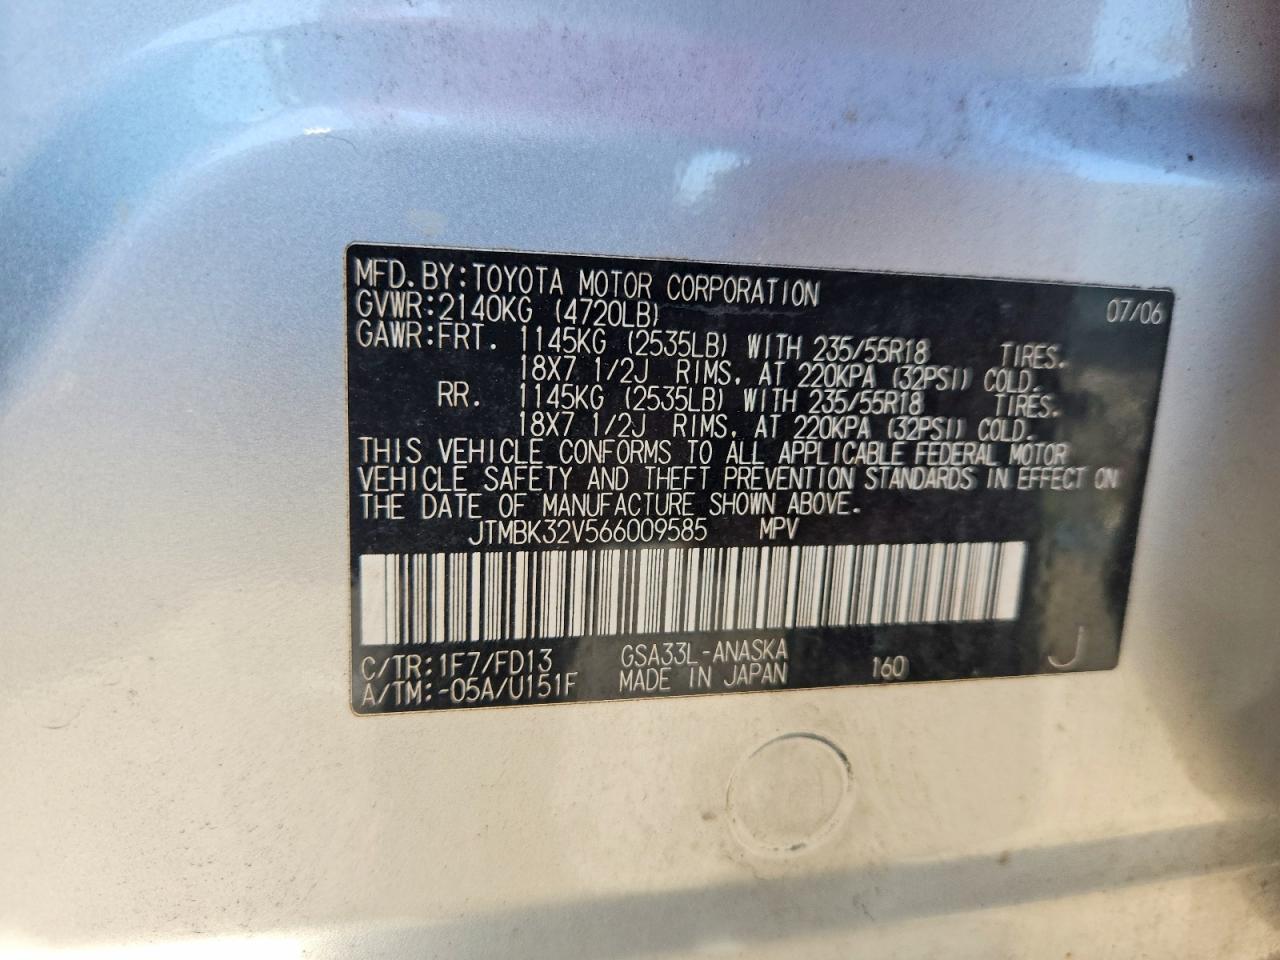 MFD.BY:TOYOTA MOTOR CORPORATION 07/06
GVWR:2140KG (4720LB)
GAWR:FRT. 1145KG (2535LB) WITH 235/55R18 TIRES.
18X7 1/2J RIMS, AT 220KPA (32PSI) COLD.
RR. 1145KG (2535LB) WITH 235/55R18 TIRES.
18X7 1/2J RIMS, AT 220KPA (32PSI) COLD.
THIS VEHICLE CONFORMS TO ALL APPLICABLE FEDERAL MOTOR
VEHICLE SAFETY AND THEFT PREVENTION STANDARDS IN EFFECT ON
THE DATE OF MANUFACTURE SHOWN ABOVE.
JTMBK32V566009585 MPV
C/TR:1F7/FD13 GSA33L-ANASKA 160 J
A/TM:-05A/U151F MADE IN JAPAN